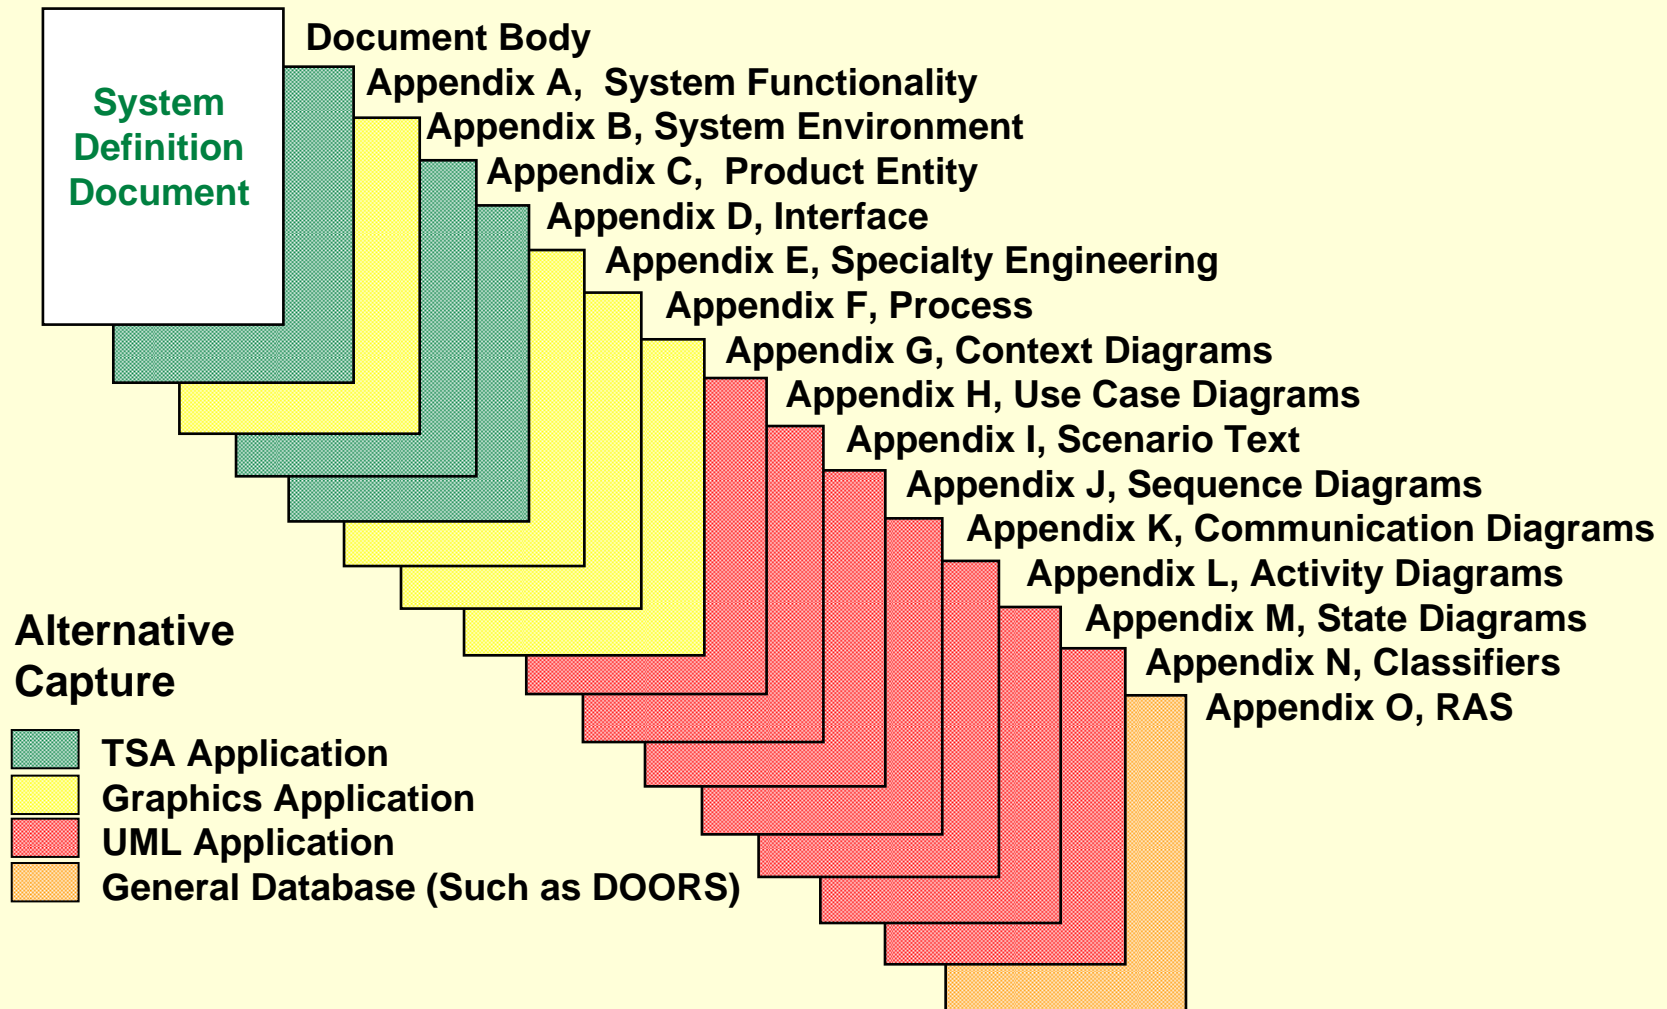 System
Definition
Document
Document Body
Appendix A, System Functionality
Appendix B, System Environment
Appendix C, Product Entity
Appendix D, Interface
Appendix E, Specialty Engineering
Appendix F, Process
Appendix G, Context Diagrams
Appendix H, Use Case Diagrams
Appendix I, Scenario Text
Appendix J, Sequence Diagrams
Appendix K, Communication Diagrams
Appendix L, Activity Diagrams
Appendix M, State Diagrams
Appendix N, Classifiers
Appendix O, RAS
Alternative
Capture
TSA Application
Graphics Application
UML Application
General Database (Such as DOORS)